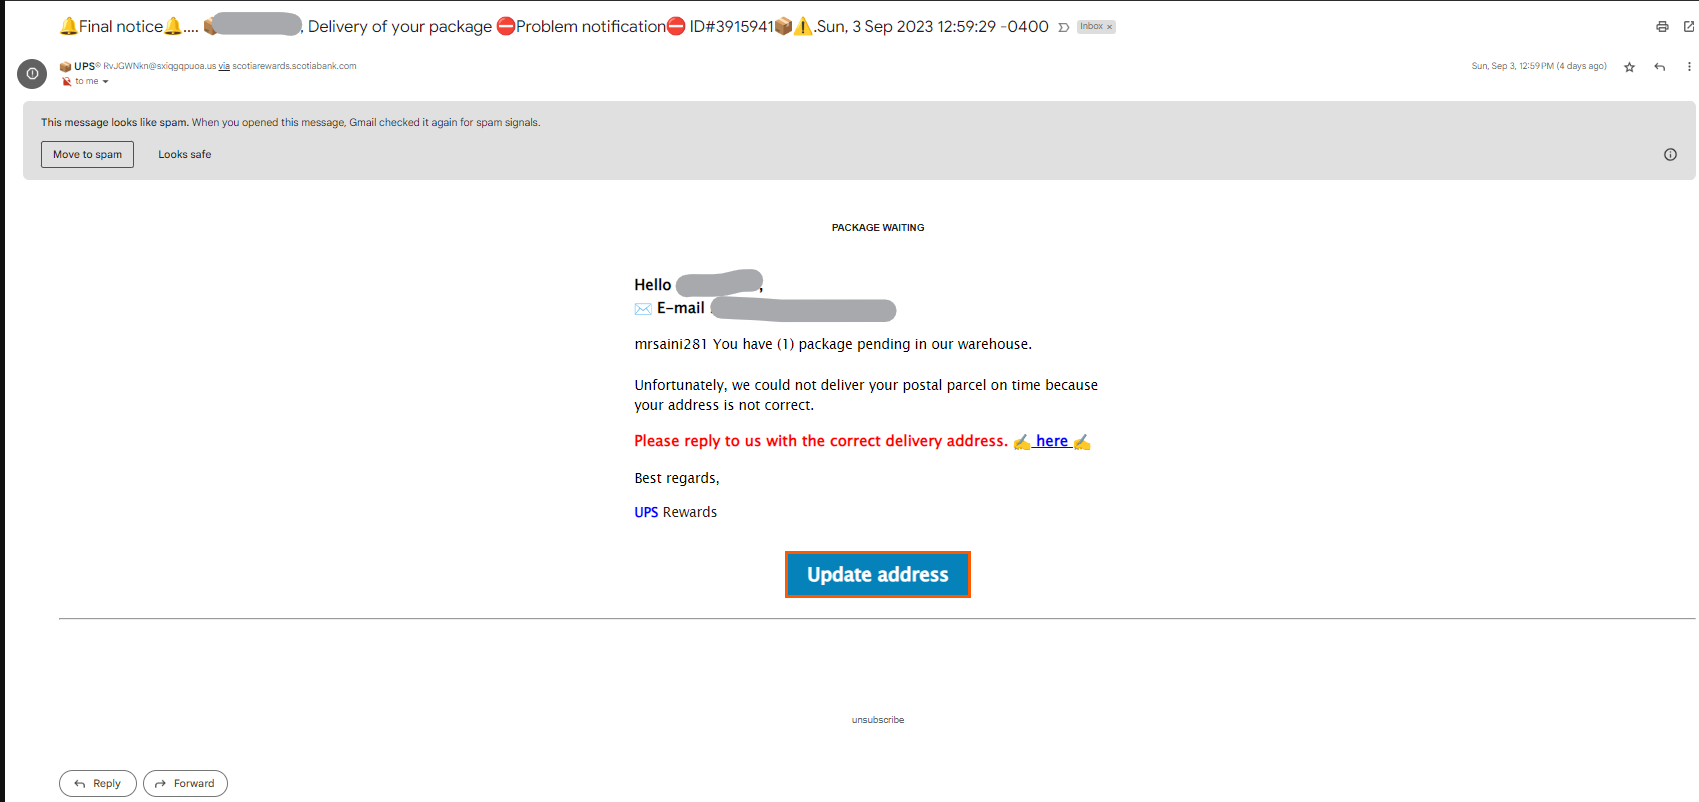 🔔Final notice🔔.... 📦, Delivery of your package ⛔Problem notification⛔ ID#3915941📦⚠️.Sun, 3 Sep 2023 12:59:29 -0400 Inbox ×
📦 UPS© RvJGWNkn@sxiqgqpuoa.us via scotiarewards.scotiabank.com
Sun, Sep 3, 12:59 PM (4 days ago)
to me
This message looks like spam. When you opened this message, Gmail checked it again for spam signals.
Move to spam
Looks safe
PACKAGE WAITING
Hello ,
✉️ E-mail
mrsaini281 You have (1) package pending in our warehouse.
Unfortunately, we could not deliver your postal parcel on time because
your address is not correct.
Please reply to us with the correct delivery address. ✍ here ✍
Best regards,
UPS Rewards
Update address
unsubscribe
Reply
Forward